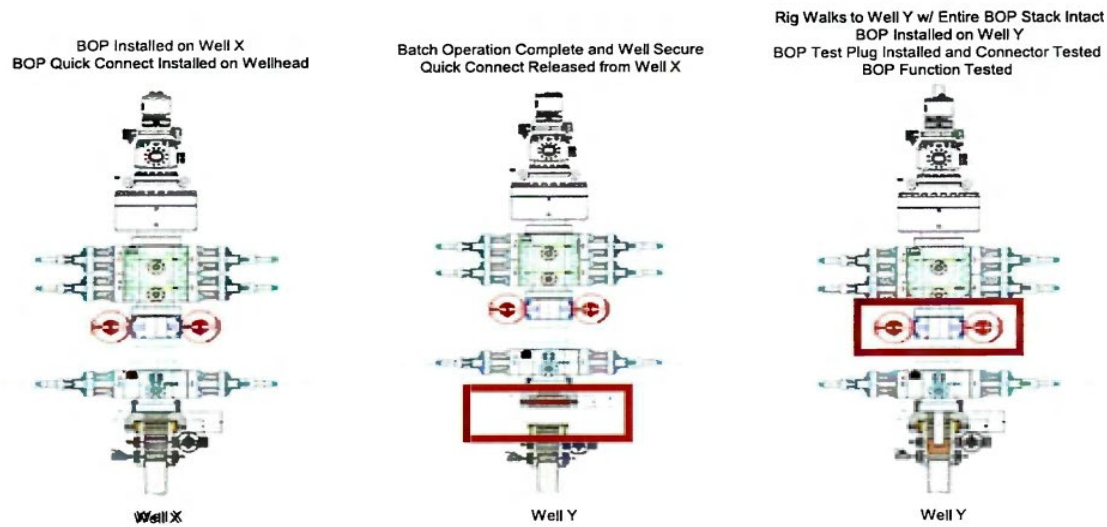 BOP Installed on Well X
BOP Quick Connect Installed on Wellhead
Batch Operation Complete and Well Secure
Quick Connect Released from Well X
Rig Walks to Well Y w/ Entire BOP Stack Intact
BOP Installed on Well Y
BOP Test Plug Installed and Connector Tested
BOP Function Tested
Well X
Well Y
Well Y